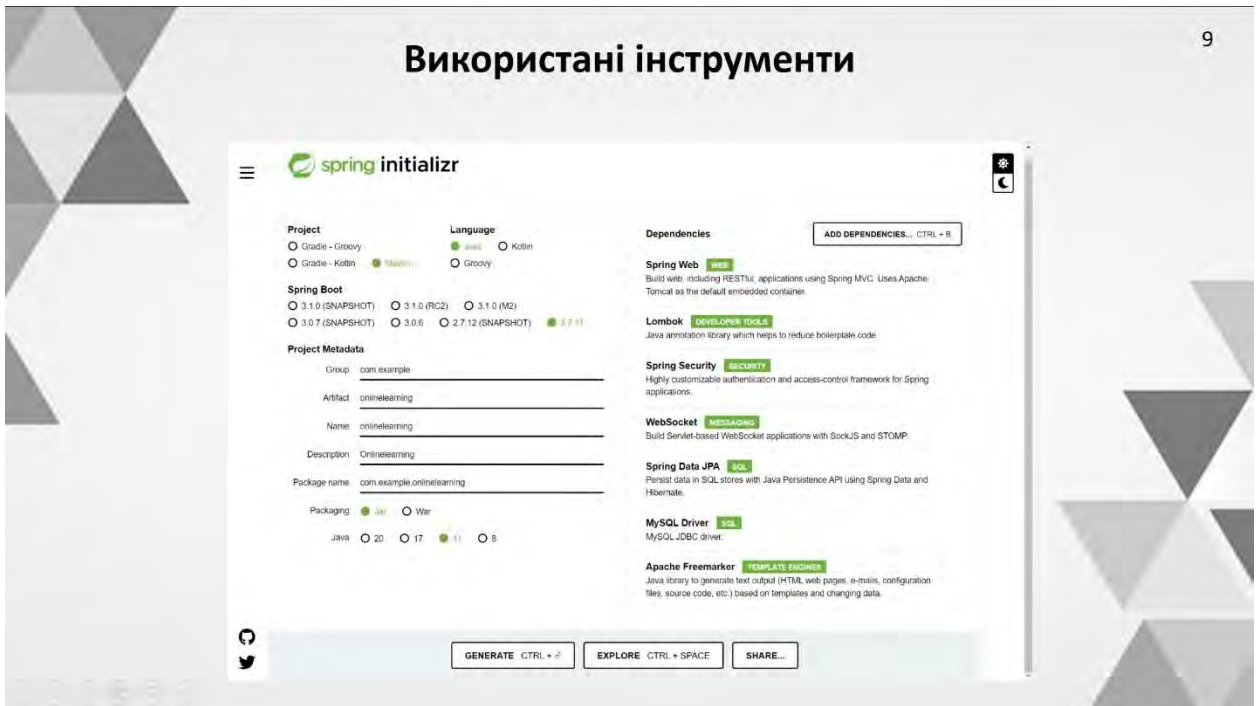 9
Використані інструменти
spring initializr
Project
Gradle - Groovy
Gradle - Kotlin Maven
Language
Java Kotlin
Groovy
Spring Boot
3.1.0 (SNAPSHOT) 3.1.0 (RC2) 3.1.0 (M2)
3.0.7 (SNAPSHOT) 3.0.6 2.7.12 (SNAPSHOT) 2.7.11
Project Metadata
Group com.example
Artifact onlinelearning
Name onlinelearning
Description Onlinelearning
Package name com.example.onlinelearning
Packaging Jar War
Java 20 17 11 8
Dependencies
ADD DEPENDENCIES... CTRL + B
Spring Web WEB
Build web, including RESTful, applications using Spring MVC. Uses Apache
Tomcat as the default embedded container.
Lombok DEVELOPER TOOLS
Java annotation library which helps to reduce boilerplate code.
Spring Security SECURITY
Highly customizable authentication and access-control framework for Spring
applications.
WebSocket MESSAGING
Build Servlet-based WebSocket applications with SockJS and STOMP.
Spring Data JPA SQL
Persist data in SQL stores with Java Persistence API using Spring Data and
Hibernate.
MySQL Driver SQL
MySQL JDBC driver.
Apache Freemarker TEMPLATE ENGINES
Java library to generate text output (HTML web pages, e-mails, configuration
files, source code, etc.) based on templates and changing data.
GENERATE CTRL + ⏎
EXPLORE CTRL + SPACE
SHARE...